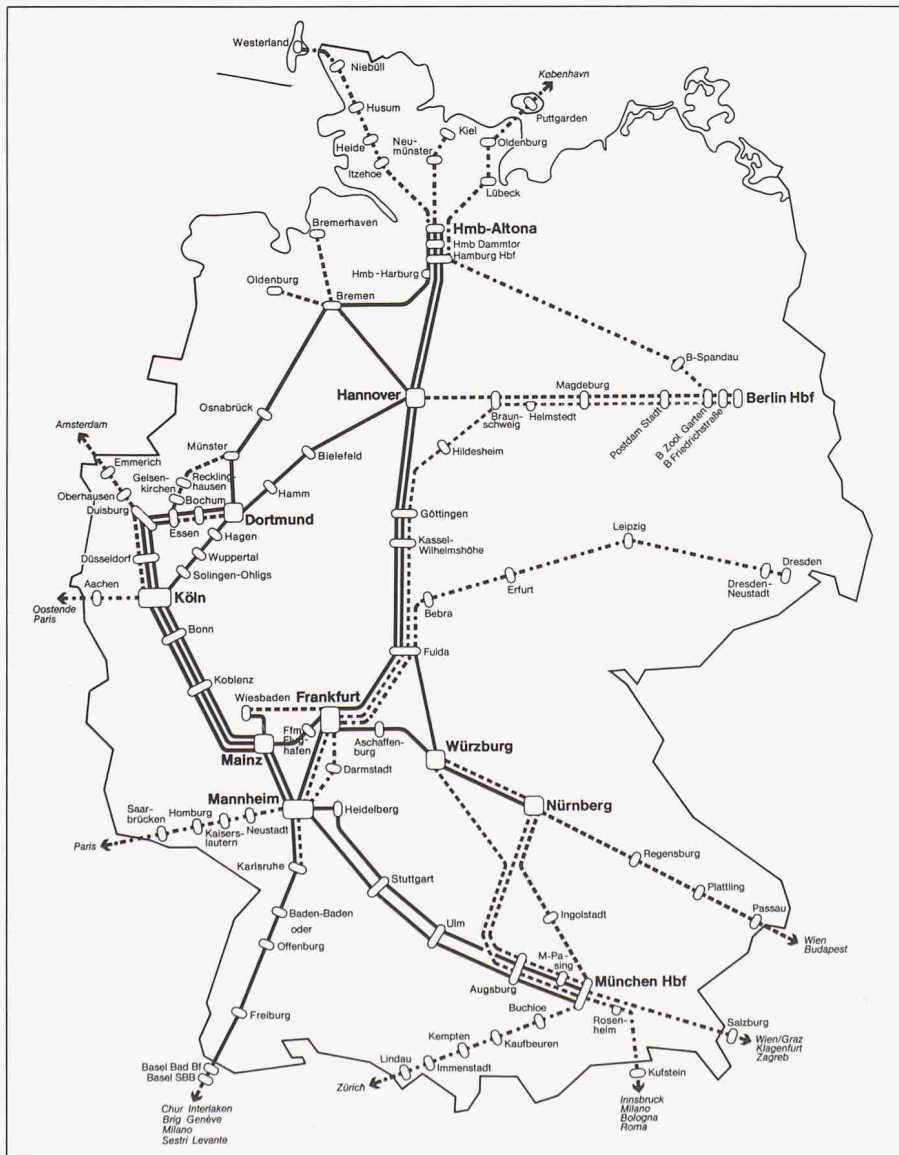 Westerland
Niebüll
København
Puttgarden
Husum
Kiel
Heide
Neu-
münster
Oldenburg
Itzehoe
Lübeck
Bremerhaven
Hmb-Altona
Hmb Dammtor
Hamburg Hbf
Hmb-Harburg
Oldenburg
Bremen
B-Spandau
Hannover
Magdeburg
Berlin Hbf
Braun-
schweig
Helmstedt
Postdam Stadt
B Zool. Garten
B Friedrichstraße
Osnabrück
Amsterdam
Münster
Bielefeld
Hildesheim
Emmerich
Gelsen-
kirchen
Reckling-
hausen
Oberhausen
Bochum
Hamm
Duisburg
Essen
Dortmund
Göttingen
Hagen
Leipzig
Düsseldorf
Wuppertal
Kassel-
Wilhelmshöhe
Solingen-Ohligs
Dresden
Aachen
Köln
Erfurt
Dresden-
Neustadt
Oostende
Paris
Bebra
Bonn
Fulda
Koblenz
Wiesbaden
Frankfurt
Ffm
Flug-
hafen
Aschaffen-
burg
Würzburg
Mainz
Darmstadt
Mannheim
Heidelberg
Nürnberg
Saar-
brücken
Homburg
Kaisers-
lautern
Neustadt
Paris
Karlsruhe
Regensburg
Stuttgart
Plattling
Baden-Baden
oder
Offenburg
Ulm
Ingolstadt
Passau
Wien
Budapest
M-Pa-
sing
Augsburg
München Hbf
Freiburg
Buchloe
Rosen-
heim
Salzburg
Kempten
Kaufbeuren
Wien/Graz
Klagenfurt
Zagreb
Basel Bad Bf
Basel SBB
Lindau
Immenstadt
Kufstein
Zürich
Chur Interlaken
Brig Genève
Milano
Sestri Levante
Innsbruck
Milano
Bologna
Roma